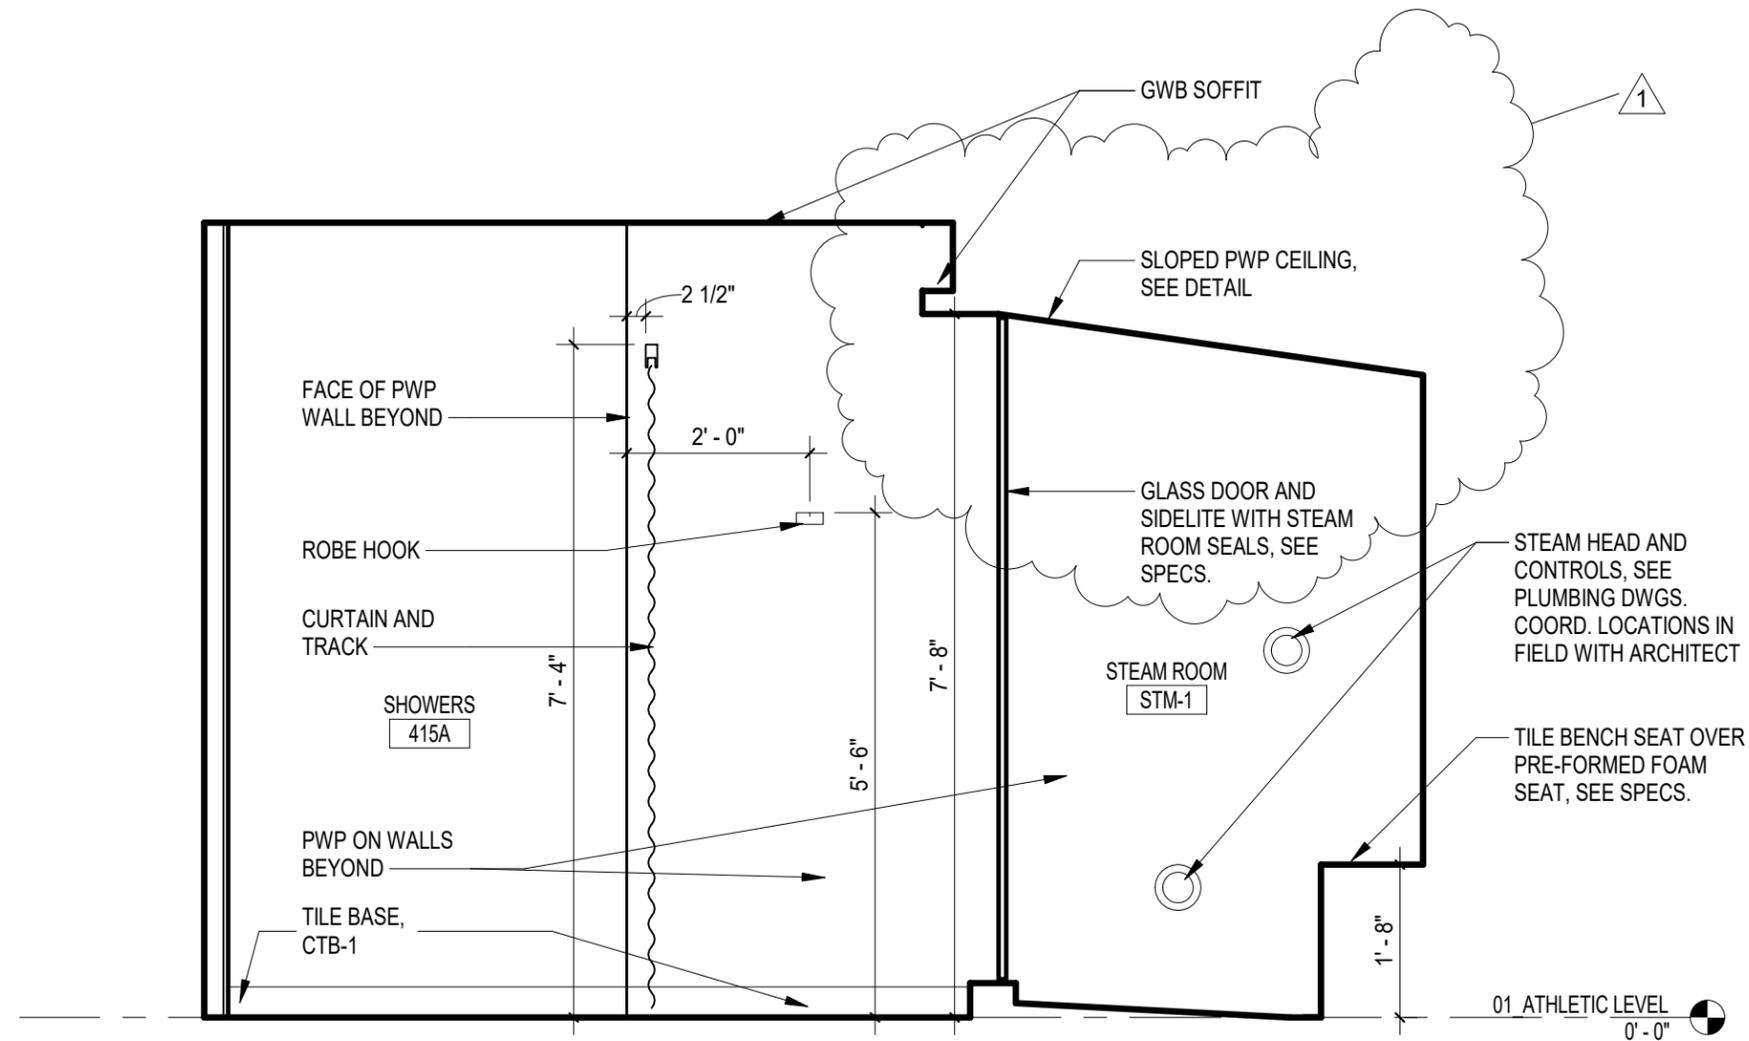 GWB SOFFIT
1
SLOPED PWP CEILING,
SEE DETAIL
2 1/2"
FACE OF PWP
WALL BEYOND
2' - 0"
GLASS DOOR AND
SIDELITE WITH STEAM
ROOM SEALS, SEE
SPECS.
ROBE HOOK
STEAM HEAD AND
CONTROLS, SEE
PLUMBING DWGS.
COORD. LOCATIONS IN
FIELD WITH ARCHITECT
CURTAIN AND
TRACK
7' - 4"
7' - 8"
STEAM ROOM
STM-1
SHOWERS
415A
5' - 6"
TILE BENCH SEAT OVER
PRE-FORMED FOAM
SEAT, SEE SPECS.
PWP ON WALLS
BEYOND
TILE BASE,
CTB-1
1' - 8"
01_ATHLETIC LEVEL
0' - 0"